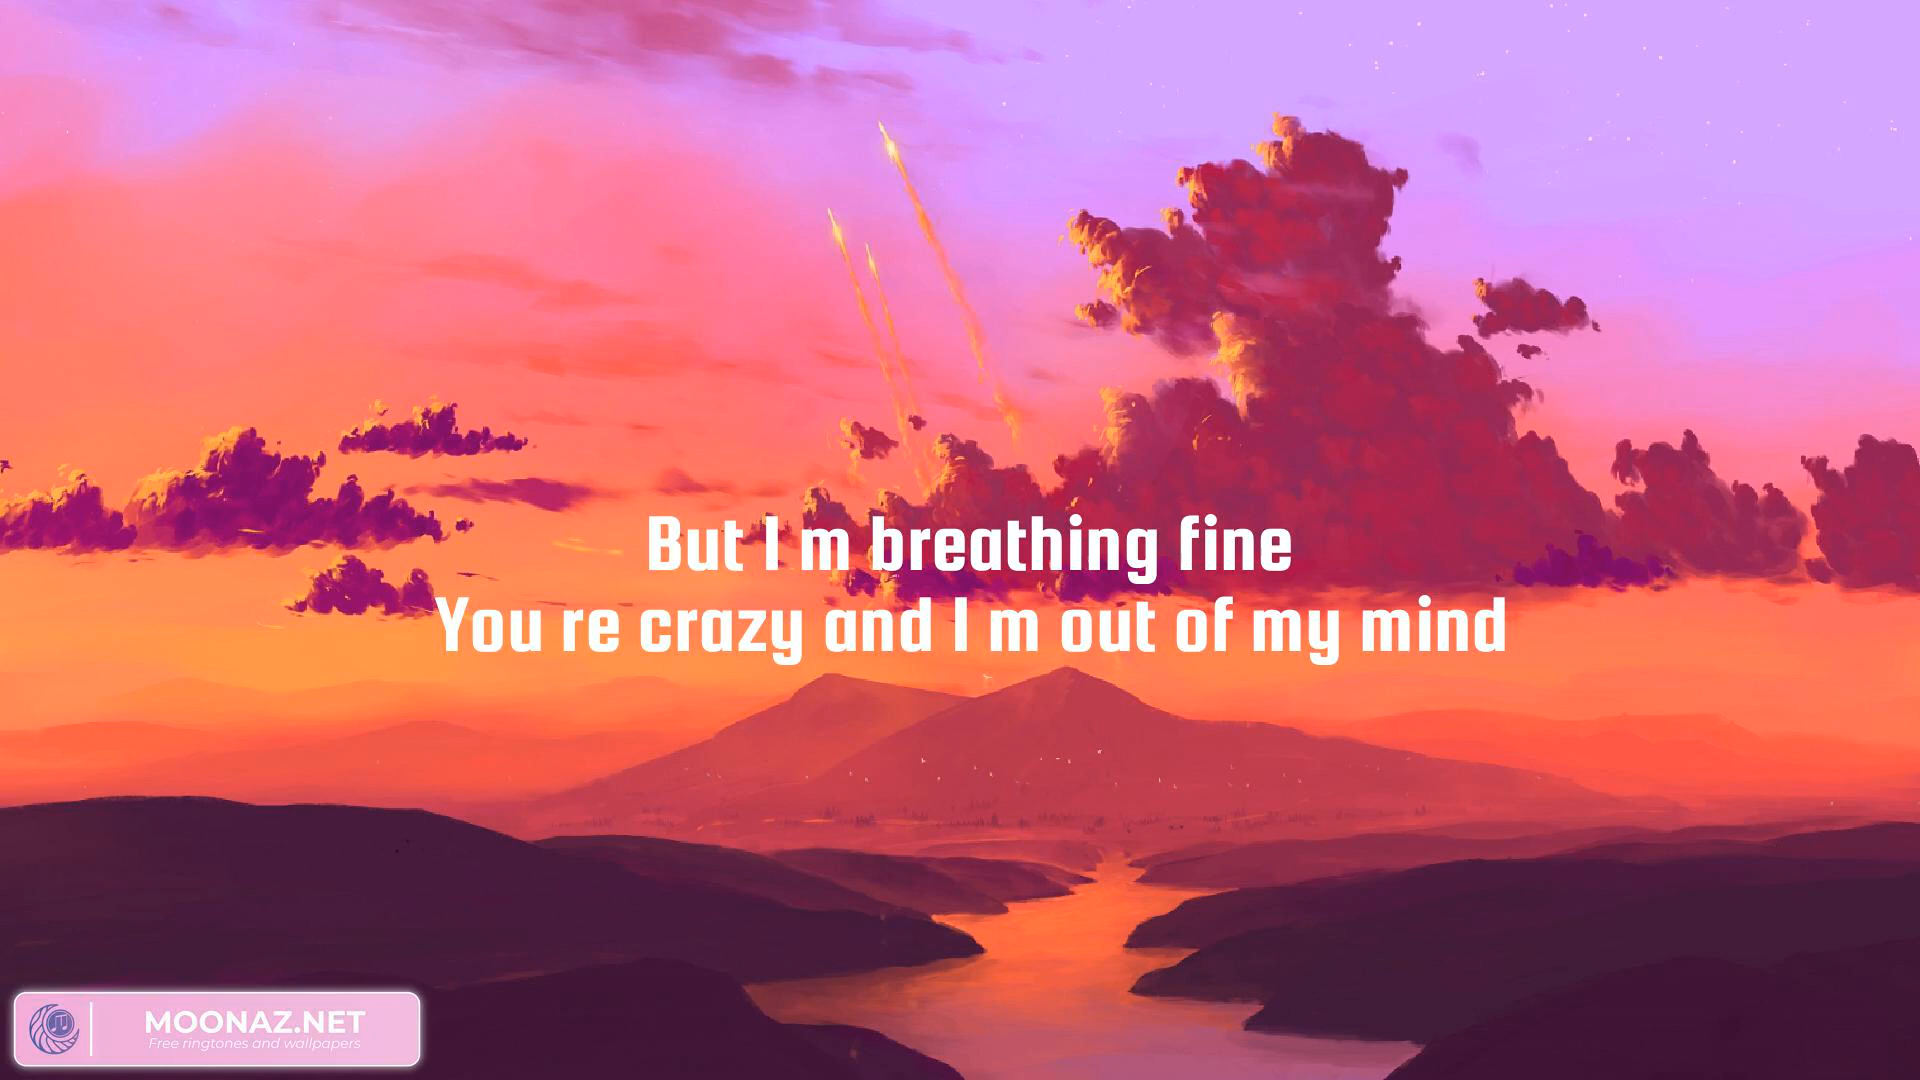 But I m breathing fine
You re crazy and I m out of my mind
MOONAZ.NET
Free ringtones and wallpapers